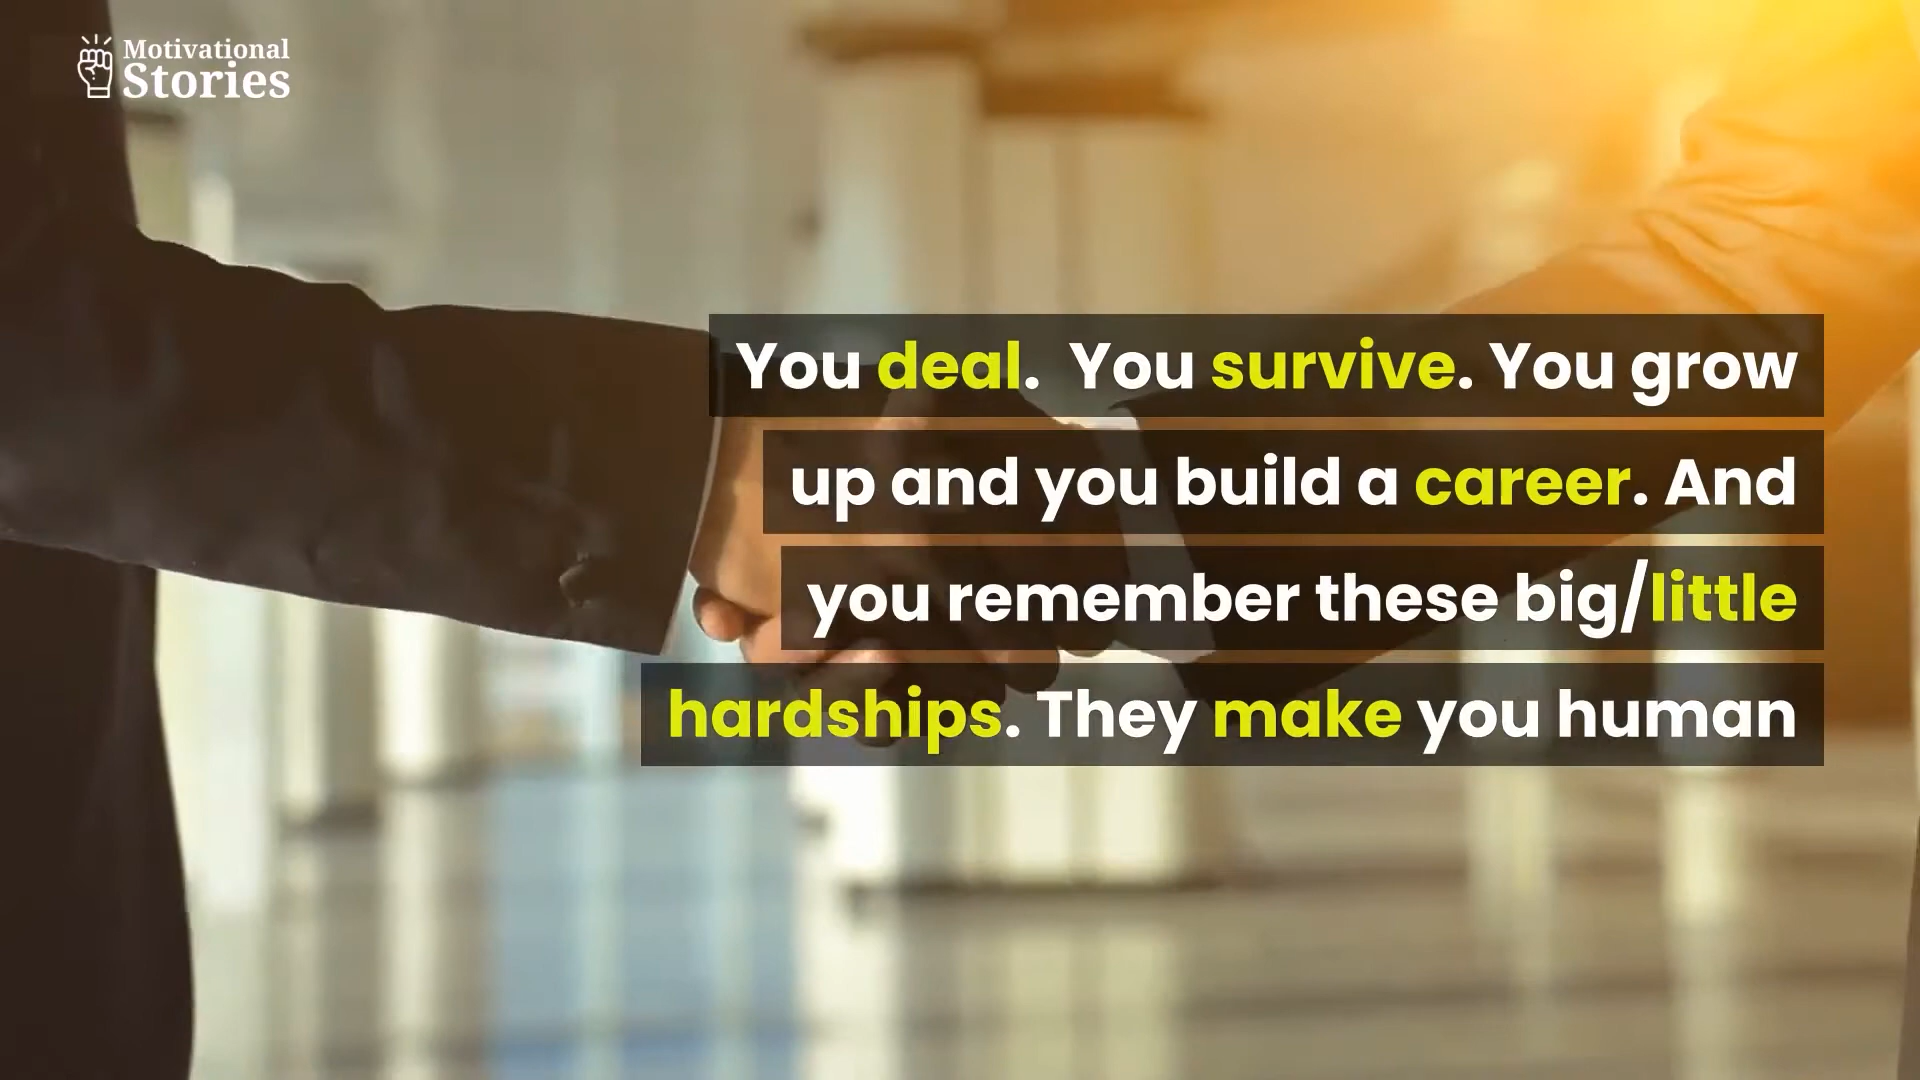 Motivational
Stories
You deal.  You survive. You grow
up and you build a career. And
you remember these big/little
hardships. They make you human